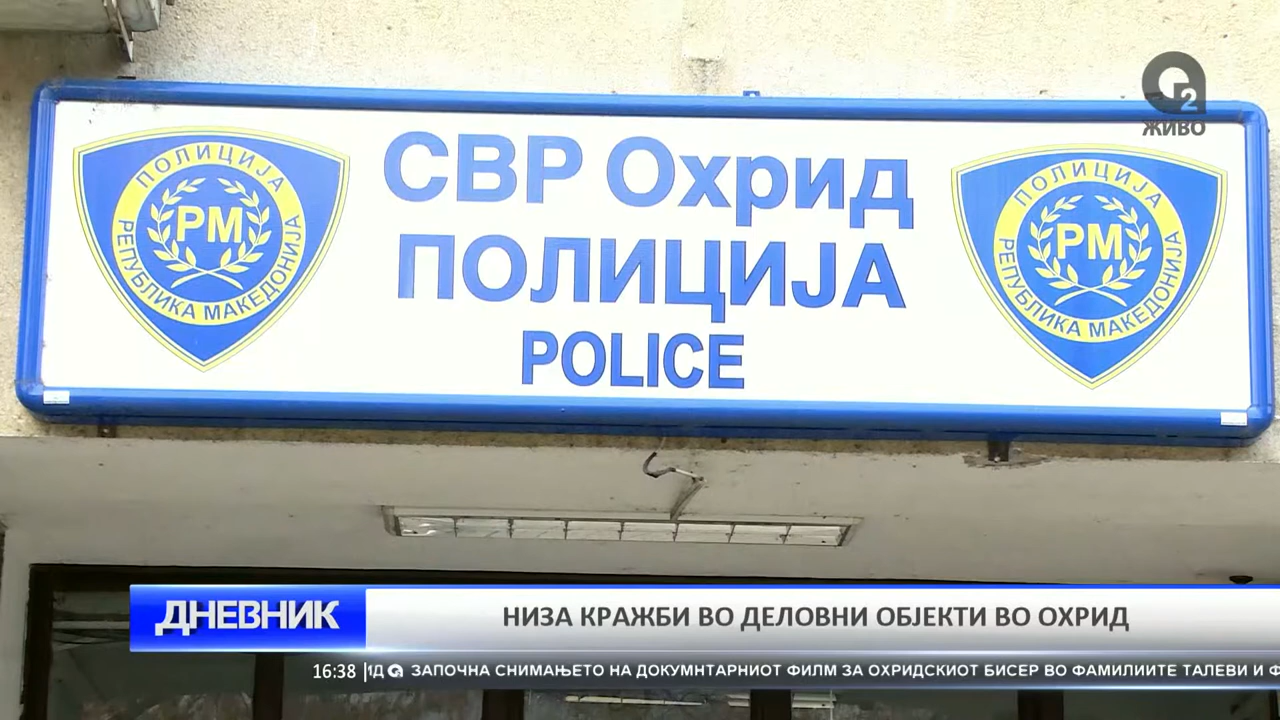 2
ЖИВО
СВР Охрид
ПОЛИЦИЈА
POLICE
ПОЛИЦИЈА
РМ
РЕПУБЛИКА МАКЕДОНИЈА
ПОЛИЦИЈА
РМ
РЕПУБЛИКА МАКЕДОНИЈА
ДНЕВНИК
НИЗА КРАЖБИ ВО ДЕЛОВНИ ОБЈЕКТИ ВО ОХРИД
16:38 ЗАПОЧНА СНИМАЊЕТО НА ДОКУМНТАРНИОТ ФИЛМ ЗА ОХРИДСКИОТ БИСЕР ВО ФАМИЛИИТЕ ТАЛЕВИ И